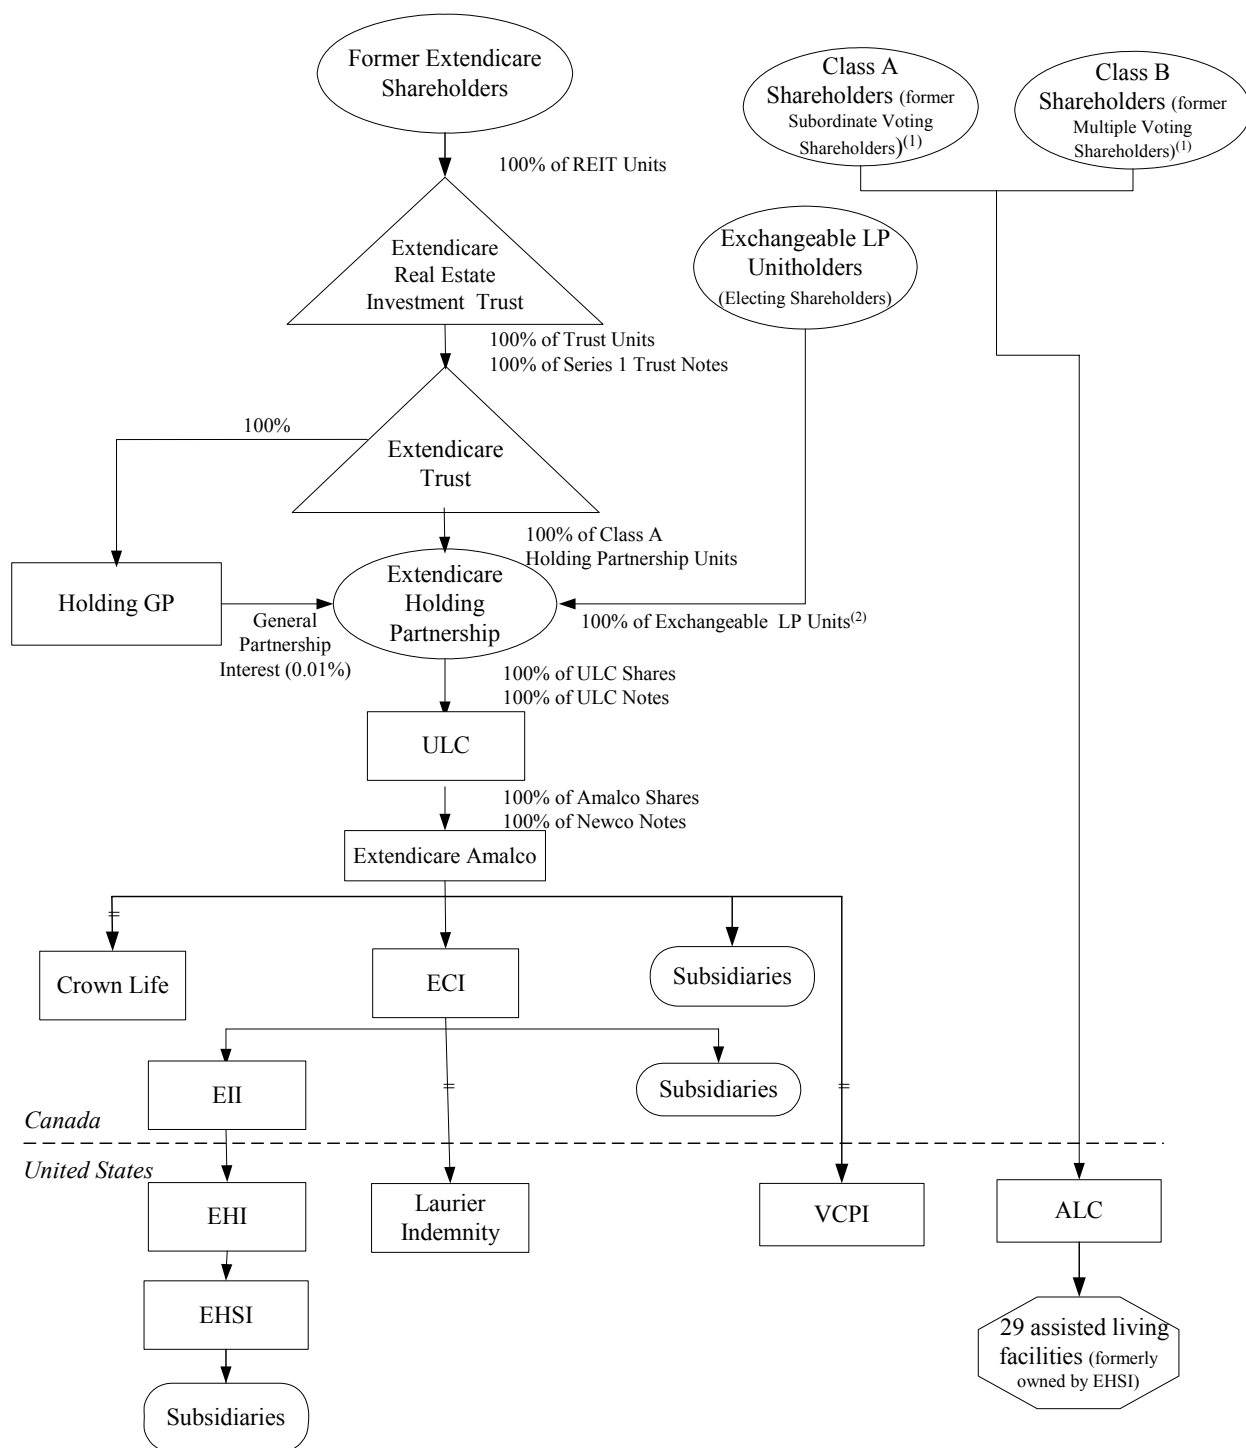 Former Extendicare
Shareholders
Class A
Shareholders (former
Subordinate Voting
Shareholders)(1)
Class B
Shareholders (former
Multiple Voting
Shareholders)(1)
100% of REIT Units
Extendicare
Real Estate
Investment Trust
Exchangeable LP
Unitholders
(Electing Shareholders)
100% of Trust Units
100% of Series 1 Trust Notes
100%
Extendicare
Trust
100% of Class A
Holding Partnership Units
Holding GP
General
Partnership
Interest (0.01%)
Extendicare
Holding
Partnership
100% of Exchangeable LP Units(2)
100% of ULC Shares
100% of ULC Notes
ULC
100% of Amalco Shares
100% of Newco Notes
Extendicare Amalco
Crown Life
ECI
Subsidiaries
EII
Subsidiaries
Canada
United States
EHI
Laurier
Indemnity
VCPI
ALC
EHSI
29 assisted living
facilities (formerly
owned by EHSI)
Subsidiaries